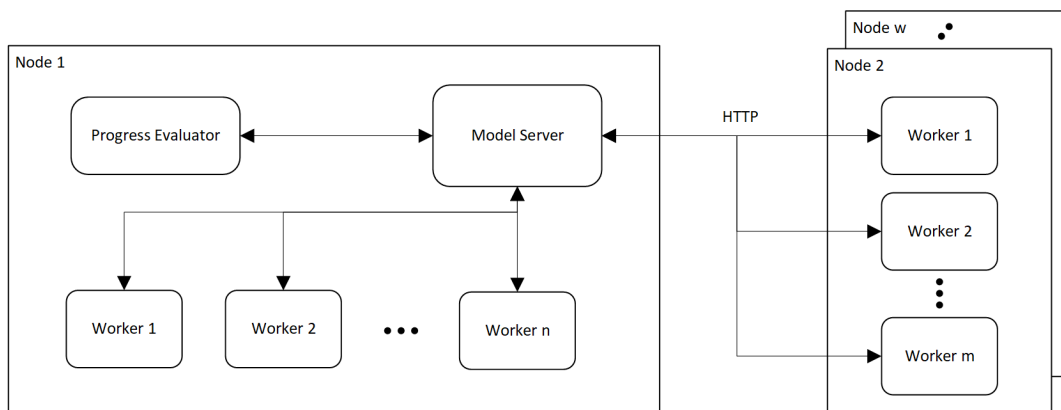 Node 1
Progress Evaluator
Model Server
Worker 1
Worker 2
Worker n
HTTP
Node w
Node 2
Worker 1
Worker 2
Worker m